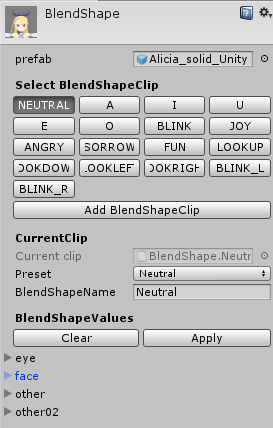 BlendShape
prefab Alicia_solid_Unity
Select BlendShapeClip
NEUTRAL A I U
E O BLINK JOY
ANGRY SORROW FUN LOOKUP
OOKDOW LOOKLEFT OOKRIGH BLINK_L
BLINK_R
Add BlendShapeClip
CurrentClip
Current clip BlendShape.Neutr
Preset Neutral
BlendShapeName Neutral
BlendShapeValues
Clear Apply
eye
face
other
other02